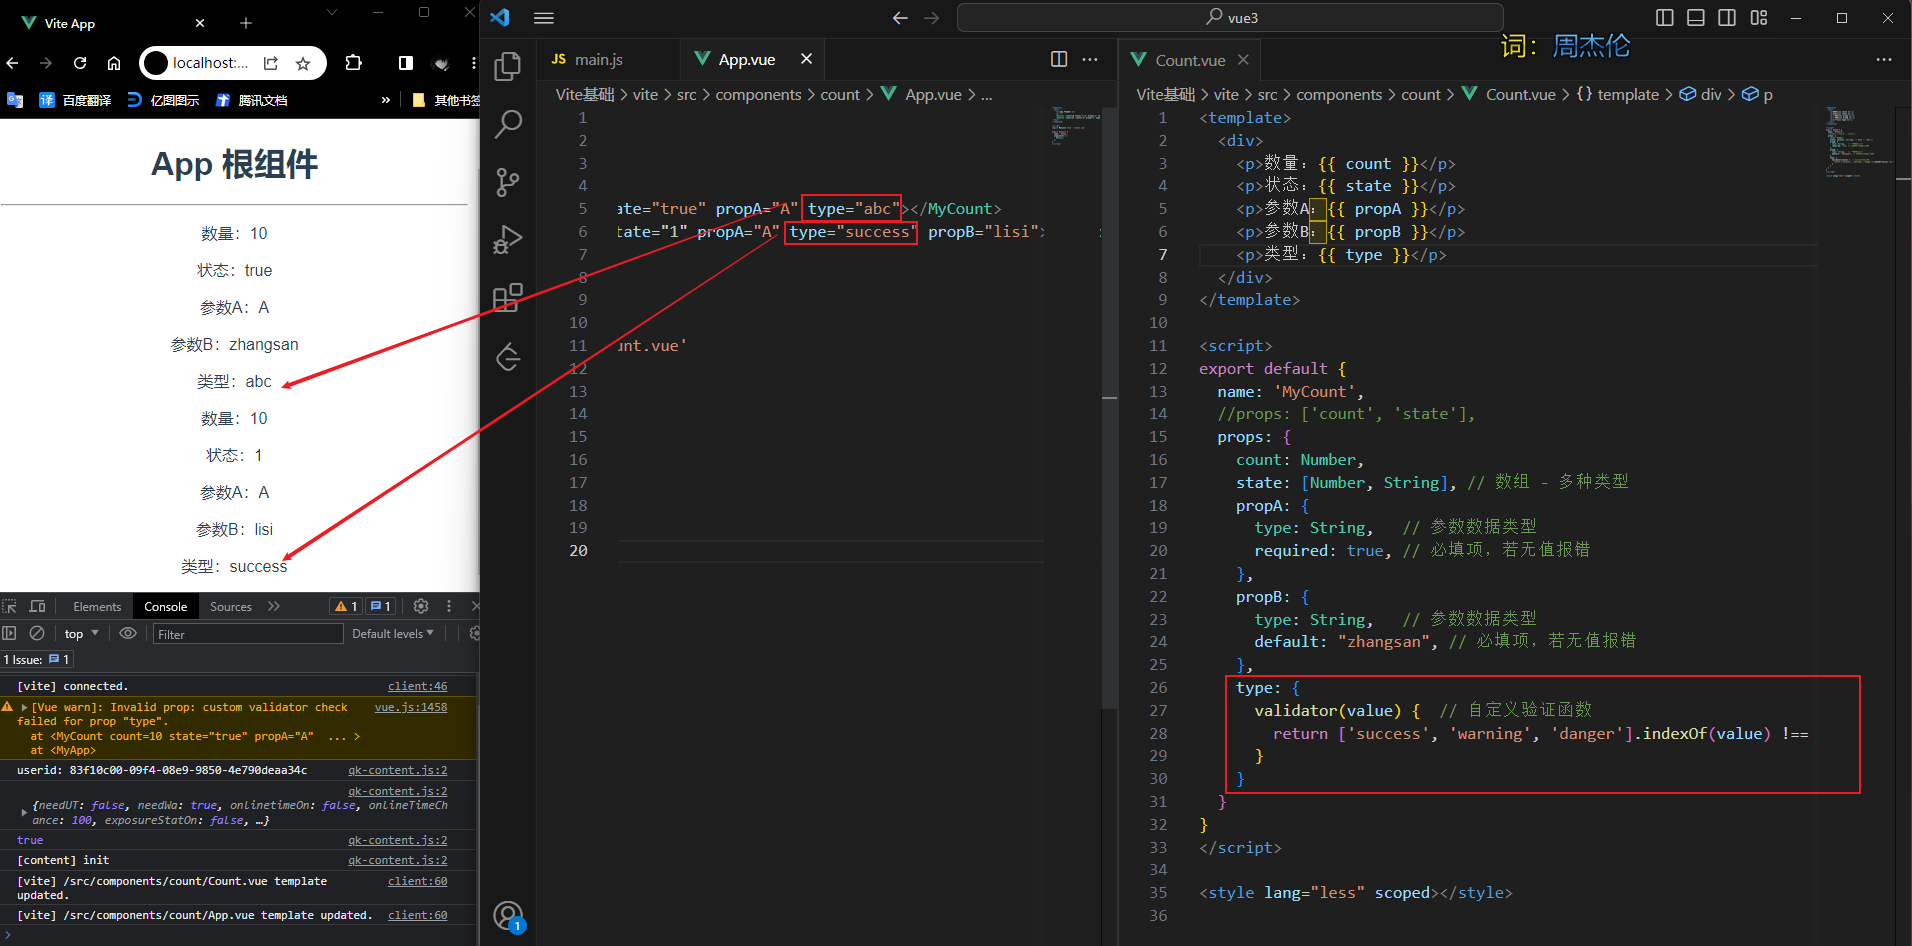 Vite App
localhost:...
百度翻译
亿图图示
腾讯文档
»
其他书签
App 根组件
数量：10
状态：true
参数A：A
参数B：zhangsan
类型：abc
数量：10
状态：1
参数A：A
参数B：lisi
类型：success
Elements Console Sources » 1 1
top Filter Default levels
1 Issue: 1
[vite] connected. client:46
[Vue warn]: Invalid prop: custom validator check vue.js:1458
failed for prop "type".
at <MyCount count=10 state="true" propA="A" ... >
at <MyApp>
userid: 83f10c00-09f4-08e9-9850-4e790deaa34c qk-content.js:2
qk-content.js:2
{needUT: false, needWa: true, onlinetimeOn: false, onlineTimeCh
ance: 100, exposureStatOn: false, …}
true qk-content.js:2
[content] init qk-content.js:2
[vite] /src/components/count/Count.vue template client:60
updated.
[vite] /src/components/count/App.vue template updated. client:60
vue3
词：周杰伦
JS main.js App.vue
Vite基础 > vite > src > components > count > App.vue > ...
1
2
3
4
5 ate="true" propA="A" type="abc"></MyCount>
6 tate="1" propA="A" type="success" propB="lisi">
7
8
9
10
11 unt.vue'
12
13
14
15
16
17
18
19
20
1
Count.vue
Vite基础 > vite > src > components > count > Count.vue > {} template > div > p
1 <template>
2 <div>
3 <p>数量：{{ count }}</p>
4 <p>状态：{{ state }}</p>
5 <p>参数A：{{ propA }}</p>
6 <p>参数B：{{ propB }}</p>
7 <p>类型：{{ type }}</p>
8 </div>
9 </template>
10
11 <script>
12 export default {
13 name: 'MyCount',
14 //props: ['count', 'state'],
15 props: {
16 count: Number,
17 state: [Number, String], // 数组 - 多种类型
18 propA: {
19 type: String, // 参数数据类型
20 required: true, // 必填项，若无值报错
21 },
22 propB: {
23 type: String, // 参数数据类型
24 default: "zhangsan", // 必填项，若无值报错
25 },
26 type: {
27 validator(value) { // 自定义验证函数
28 return ['success', 'warning', 'danger'].indexOf(value) !==
29 }
30 }
31 }
32 }
33 </script>
34
35 <style lang="less" scoped></style>
36